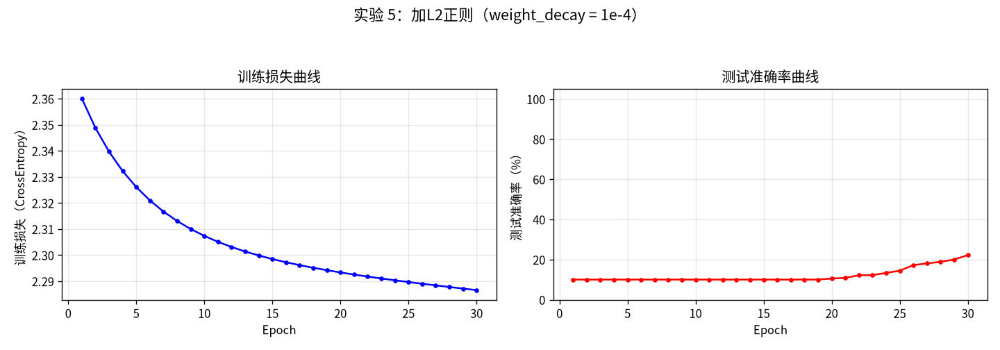 实验 5：加L2正则（weight_decay = 1e-4）
训练损失曲线
训练损失（CrossEntropy）
2.36
2.35
2.34
2.33
2.32
2.31
2.30
2.29
0 5 10 15 20 25 30
Epoch
测试准确率曲线
测试准确率（%）
100
80
60
40
20
0
0 5 10 15 20 25 30
Epoch